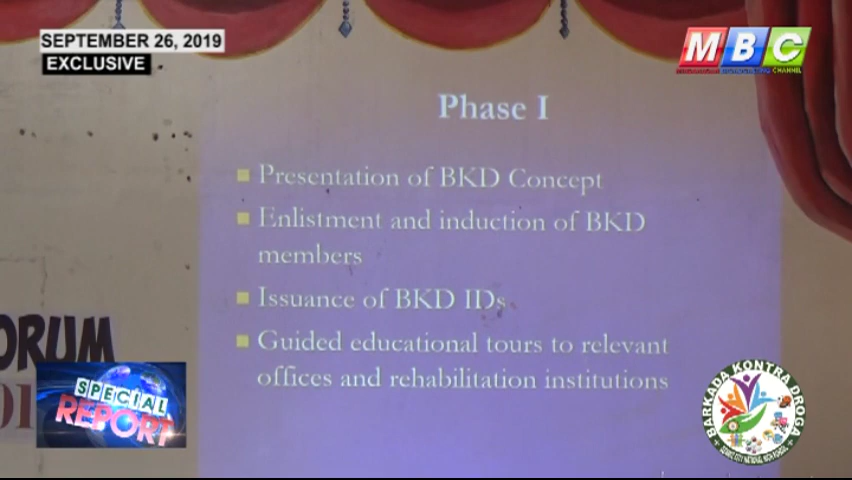 SEPTEMBER 26, 2019
EXCLUSIVE
MBC
Phase I
Presentation of BKD Concept
Enlistment and induction of BKD
members
Issuance of BKD IDs
Guided educational tours to relevant
offices and rehabilitation institutions
ORUM
01
SPECIAL
REPORT
BARKADA KONTRA DROGA